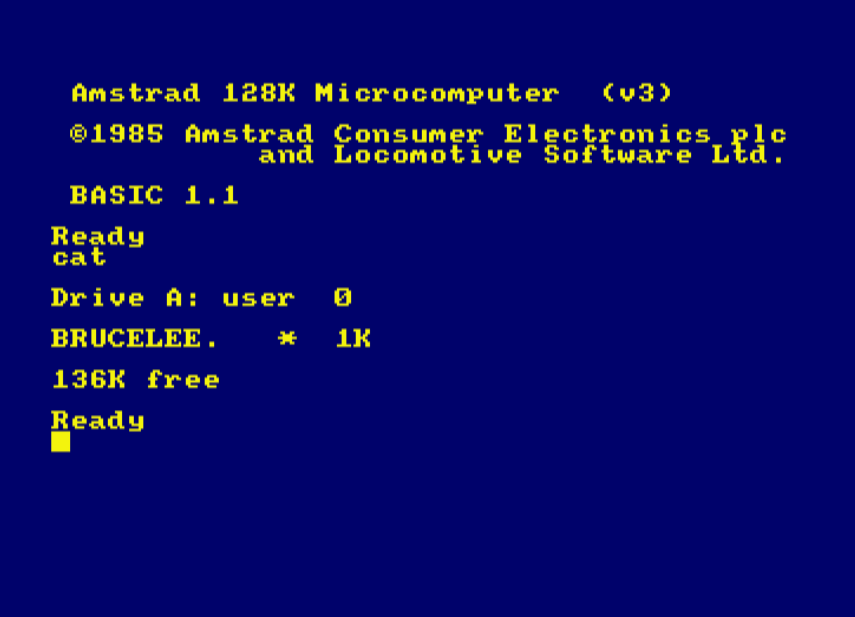 Amstrad 128K Microcomputer  (v3)
©1985 Amstrad Consumer Electronics plc
and Locomotive Software Ltd.
BASIC 1.1
Ready
cat
Drive A: user  0
BRUCELEE.   *  1K
136K free
Ready